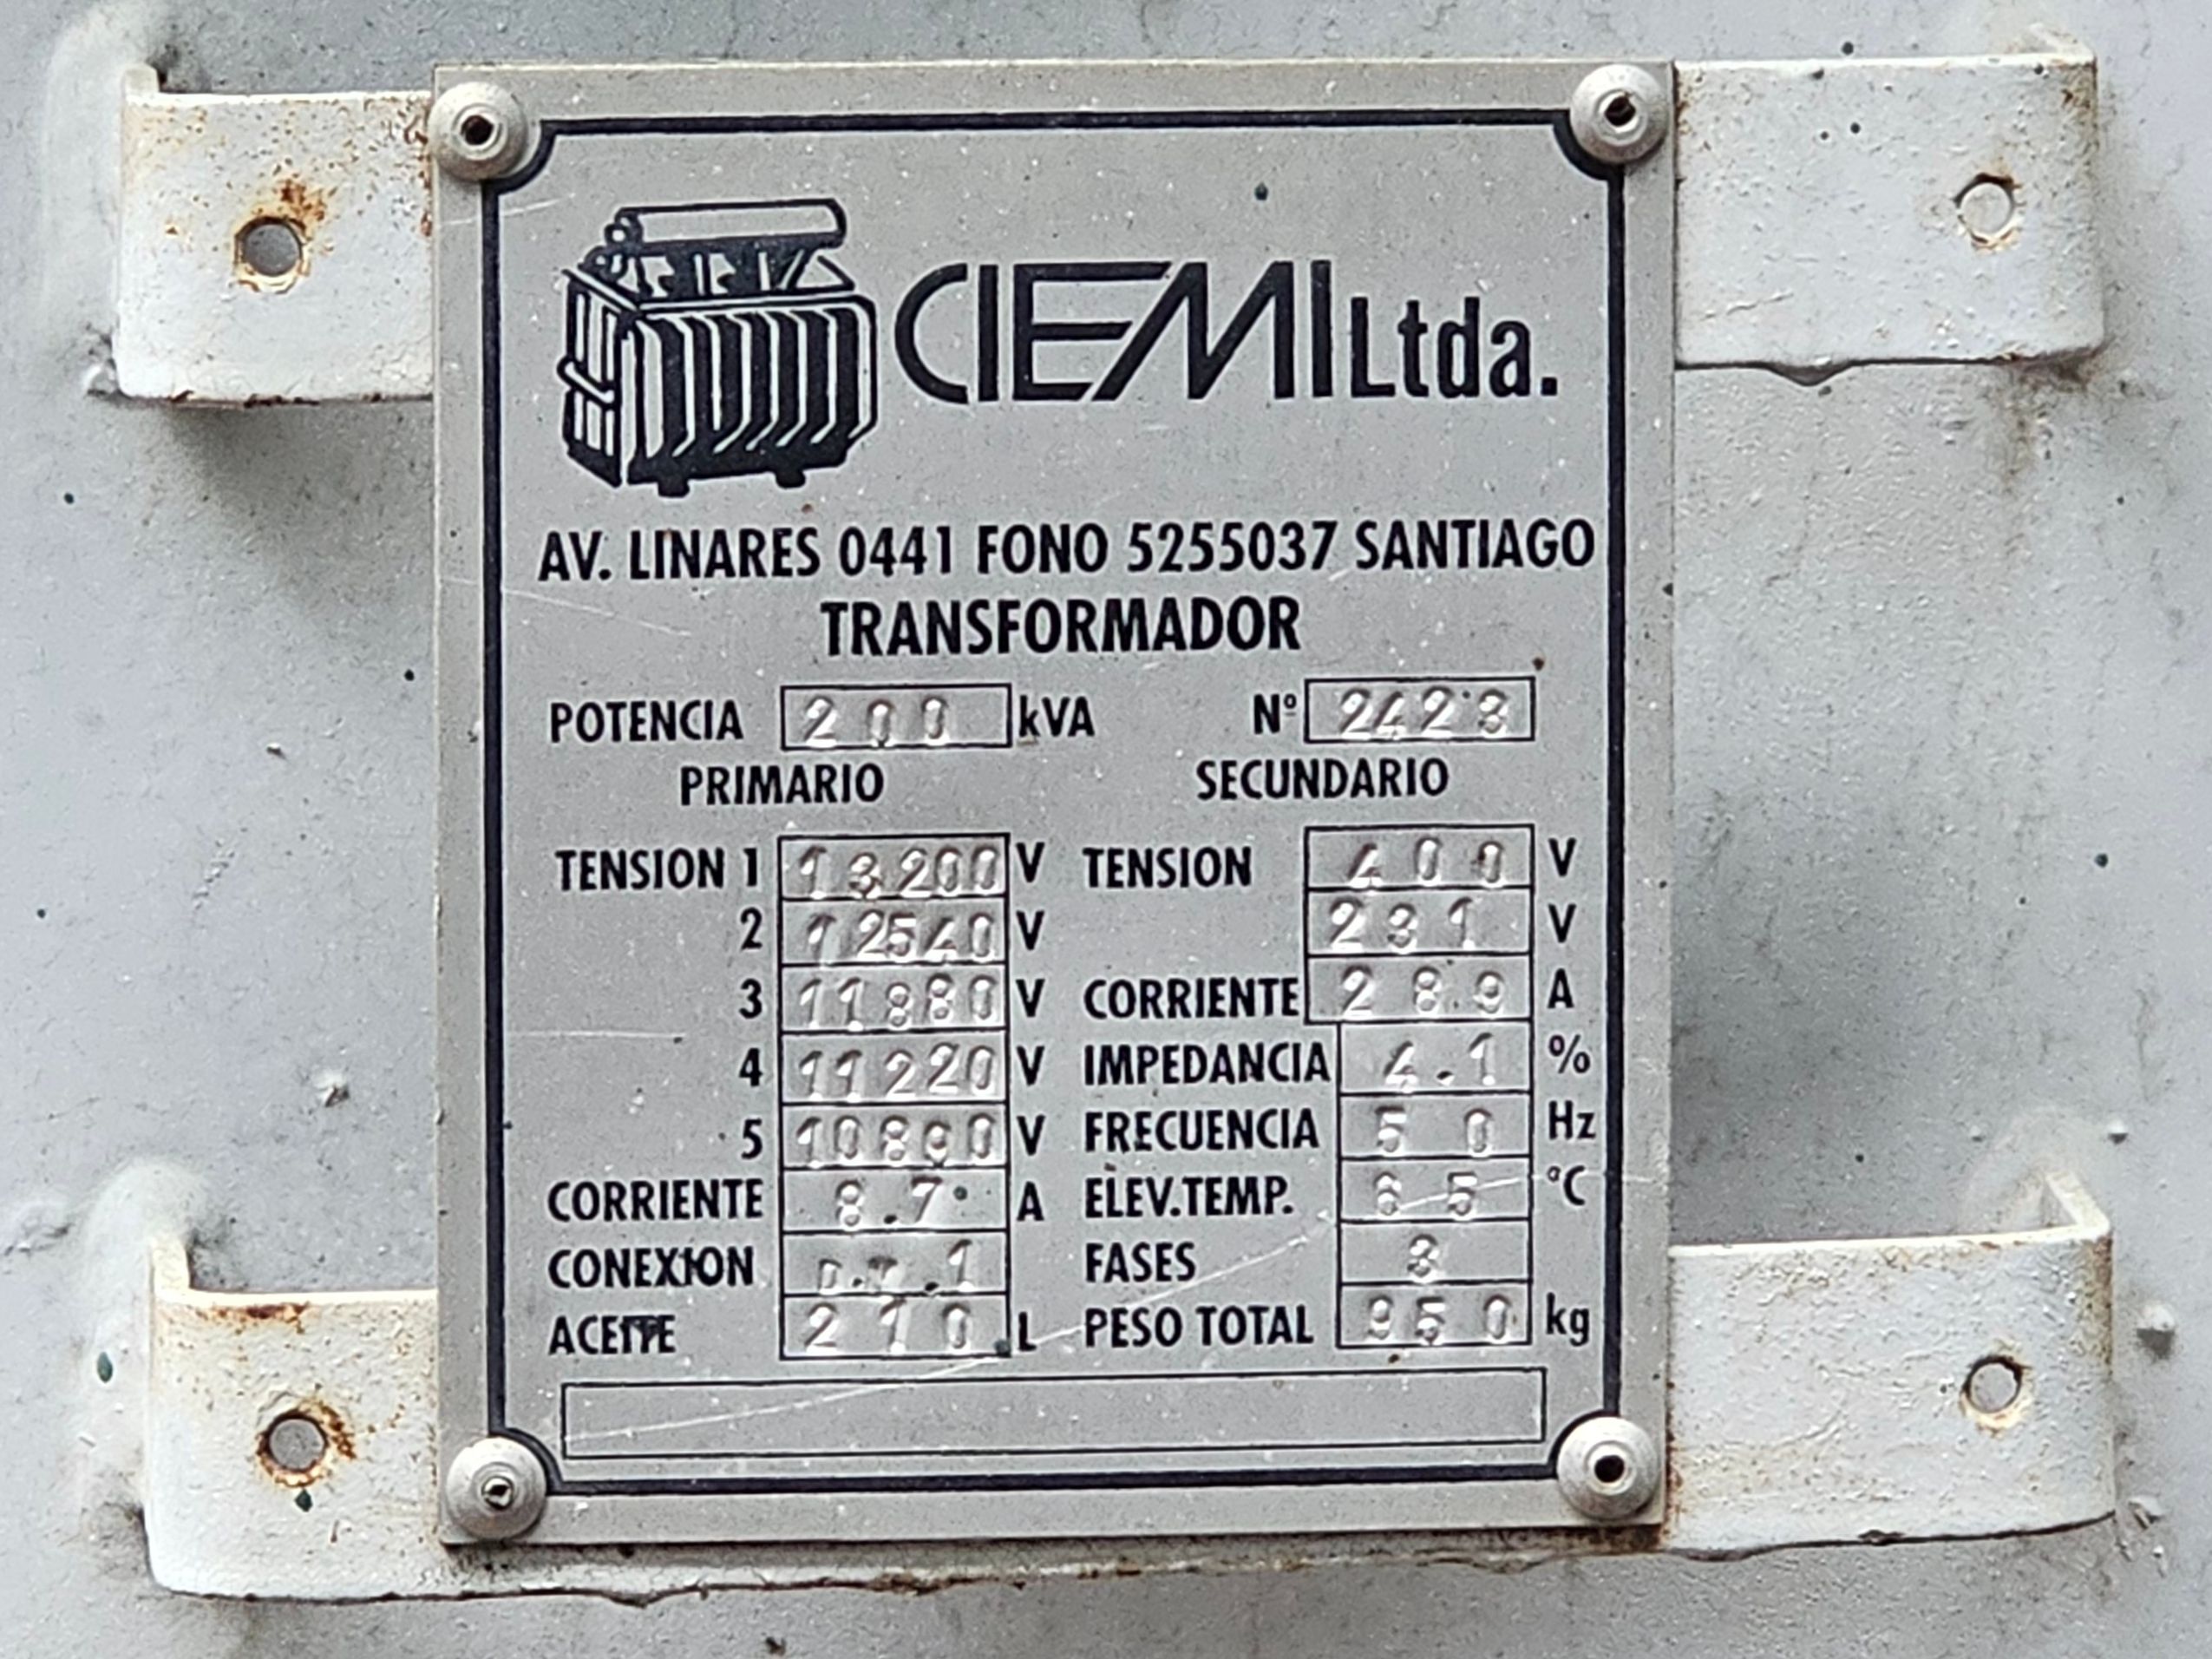 CIEMI Ltda.
AV. LINARES 0441 FONO 5255037 SANTIAGO
TRANSFORMADOR
POTENCIA 200 kVA Nº
PRIMARIO SECUNDARIO
TENSION 1 13200 V TENSION 400 V
2 12540 V 231 V
3 11880 V CORRIENTE 289 A
4 11220 V IMPEDANCIA 4.1 %
5 V FRECUENCIA 50 Hz
CORRIENTE 8.7 A ELEV.TEMP. 65 °C
CONEXION FASES 3
ACEITE 210 L PESO TOTAL 950 kg